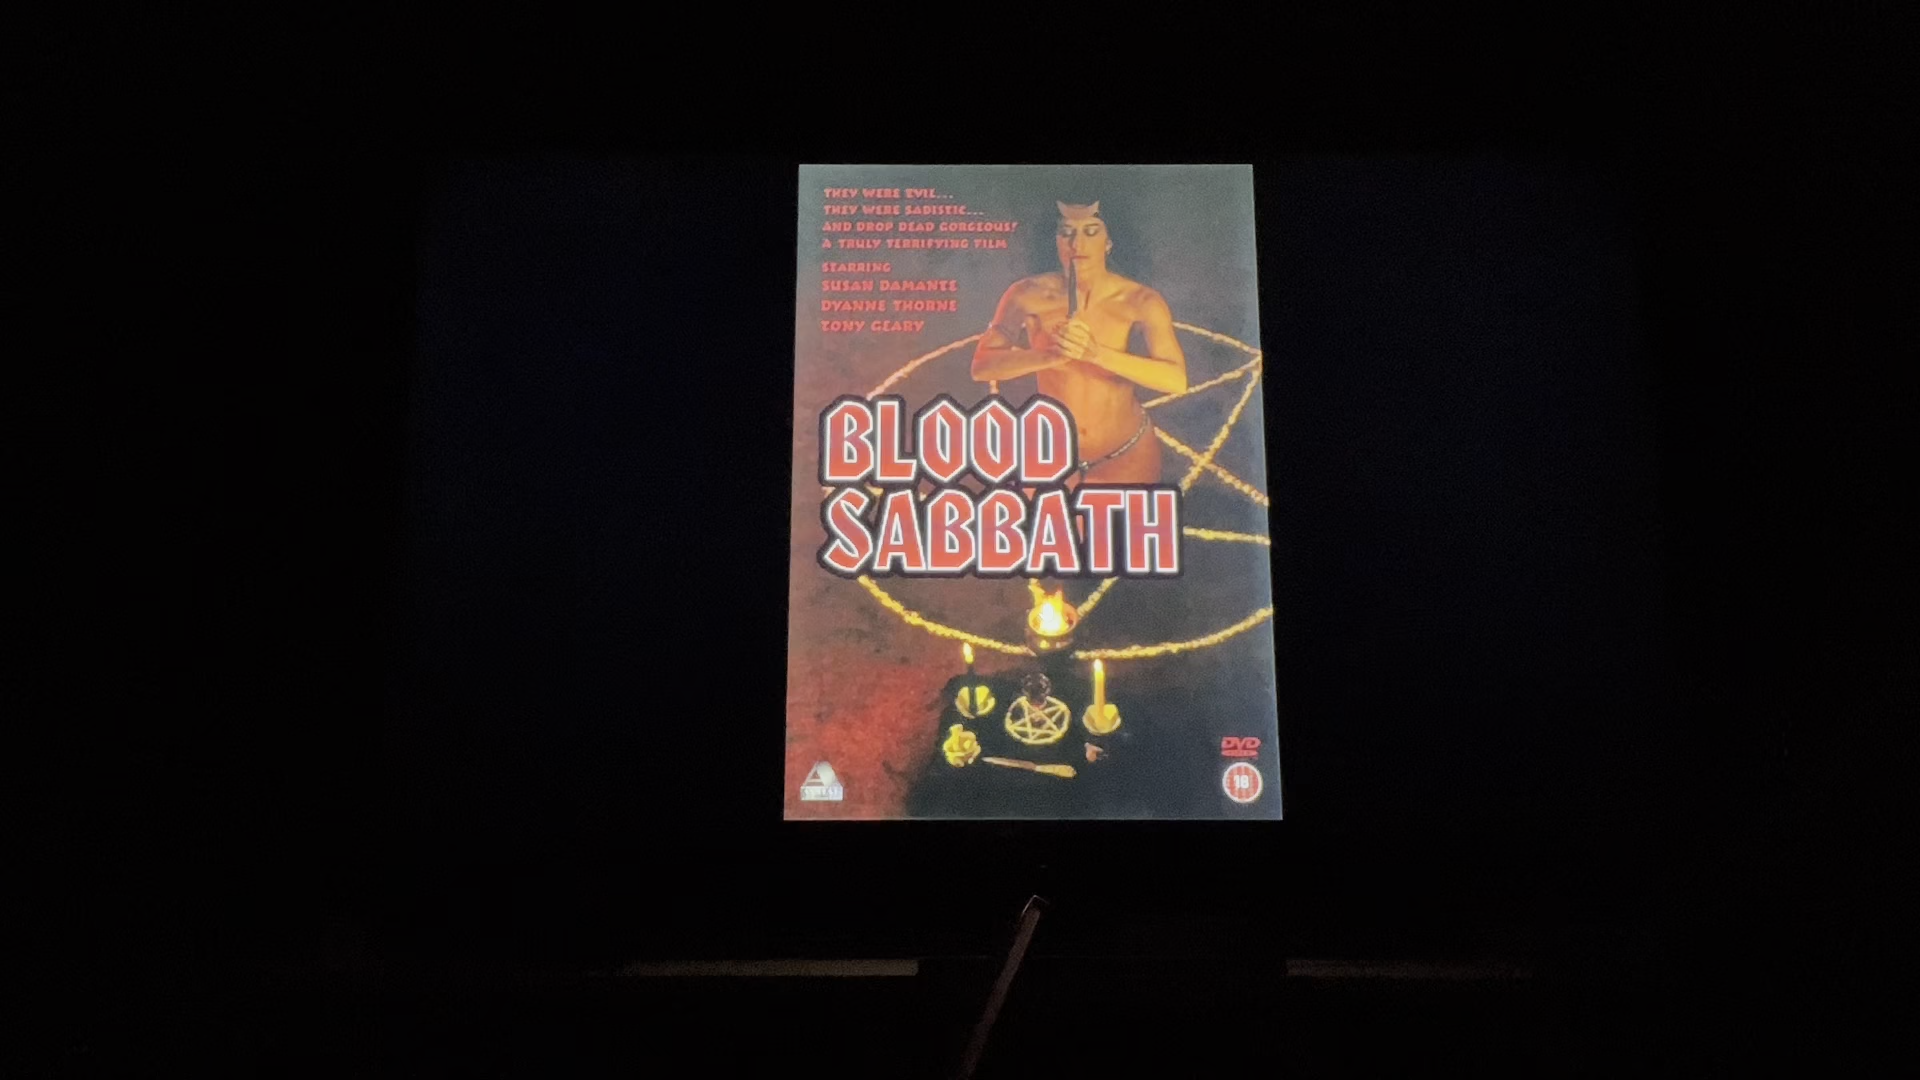 THEY WERE EVIL...
THEY WERE SADISTIC...
AND DROP DEAD GORGEOUS!
A TRULY TERRIFYING FILM
STARRING
SUSAN DAMANTE
DYANNE THORNE
TONY GEARY
BLOOD
SABBATH
DVD
18